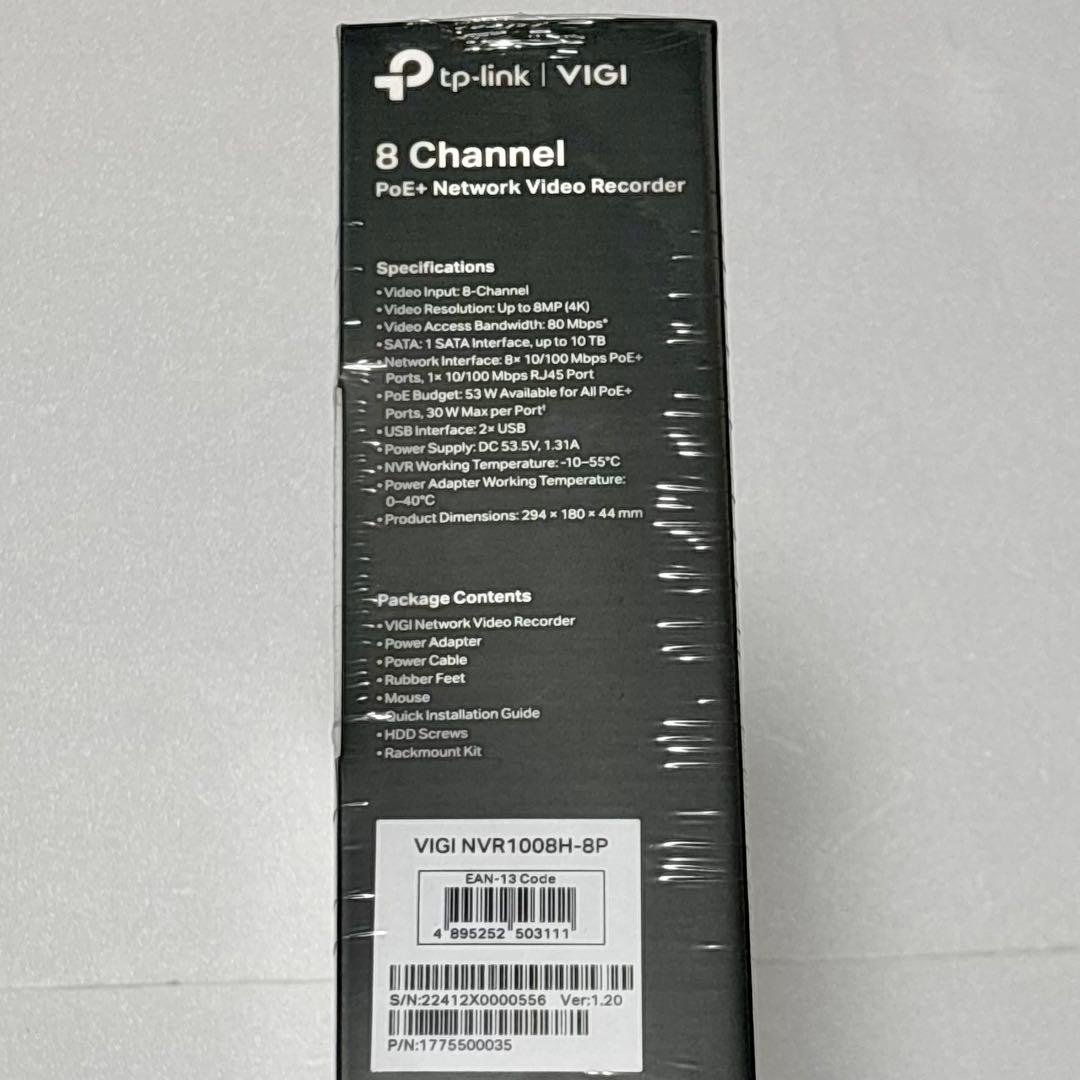 tp-link | VIGI
8 Channel
PoE+ Network Video Recorder
Specifications
• Video Input: 8-Channel
• Video Resolution: Up to 8MP (4K)
• Video Access Bandwidth: 80 Mbps*
• SATA: 1 SATA Interface, up to 10 TB
• Network Interface: 8× 10/100 Mbps PoE+
Ports, 1× 10/100 Mbps RJ45 Port
• PoE Budget: 53 W Available for All PoE+
Ports, 30 W Max per Port†
• USB Interface: 2× USB
• Power Supply: DC 53.5V, 1.31A
• NVR Working Temperature: -10–55°C
• Power Adapter Working Temperature:
0–40°C
• Product Dimensions: 294 × 180 × 44 mm
Package Contents
• VIGI Network Video Recorder
• Power Adapter
• Power Cable
• Rubber Feet
• Mouse
• Quick Installation Guide
• HDD Screws
• Rackmount Kit
VIGI NVR1008H-8P
EAN-13 Code
4 895252 503111
S/N:22412X0000556 Ver:1.20
P/N:1775500035